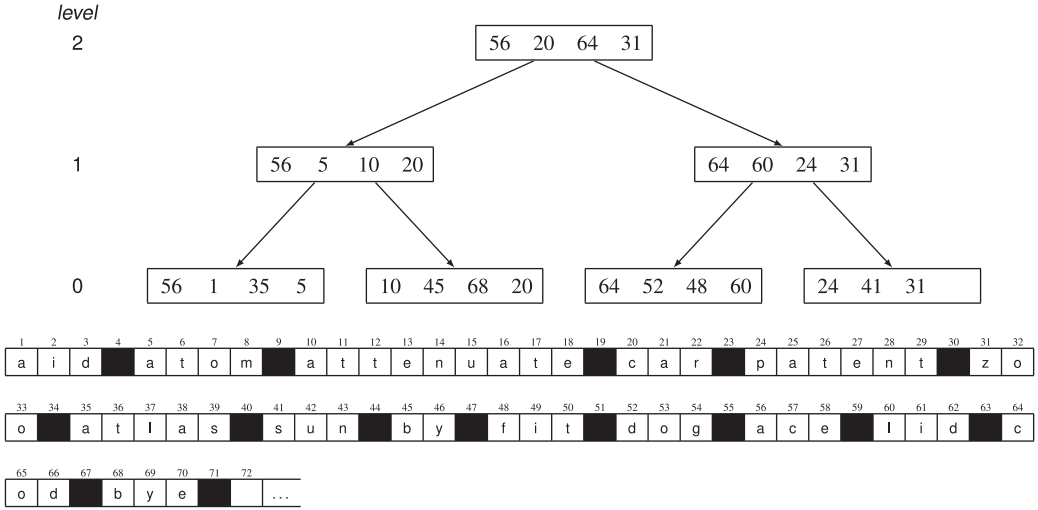 level
2 56 20 64 31
1 56 5 10 20 64 60 24 31
0 56 1 35 5 10 45 68 20 64 52 48 60 24 41 31
1 2 3 4 5 6 7 8 9 10 11 12 13 14 15 16 17 18 19 20 21 22 23 24 25 26 27 28 29 30 31 32
a i d a t o m a t t e n u a t e c a r p a t e n t z o
33 34 35 36 37 38 39 40 41 42 43 44 45 46 47 48 49 50 51 52 53 54 55 56 57 58 59 60 61 62 63 64
o a t l a s s u n b y f i t d o g a c e l i d c
65 66 67 68 69 70 71 72
o d b y e ...